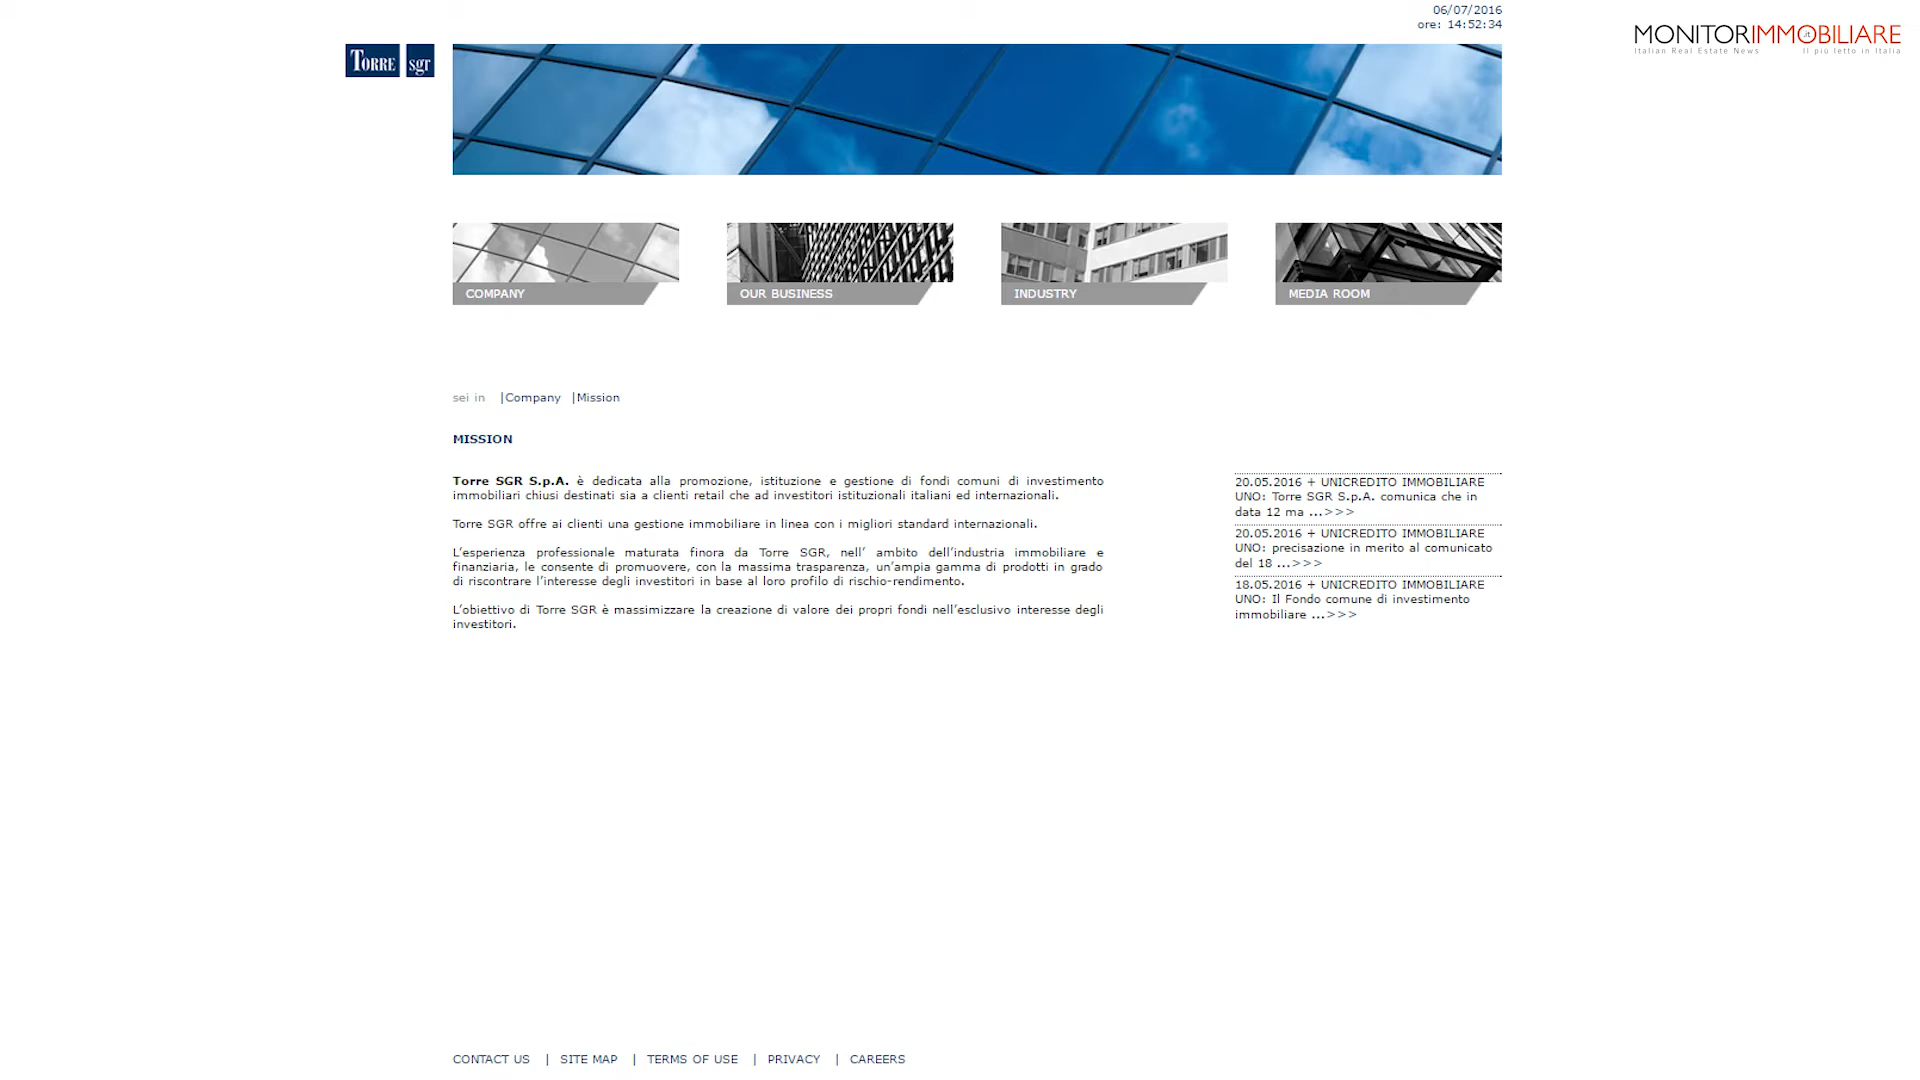 06/07/2016
ore: 14:52:34
MONITORIMMOBILIARE
.it
Italian Real Estate News Il più letto in Italia
TORRE sgr
COMPANY
OUR BUSINESS
INDUSTRY
MEDIA ROOM
sei in |Company |Mission
MISSION
Torre SGR S.p.A. è dedicata alla promozione, istituzione e gestione di fondi comuni di investimento
immobiliari chiusi destinati sia a clienti retail che ad investitori istituzionali italiani ed internazionali.
Torre SGR offre ai clienti una gestione immobiliare in linea con i migliori standard internazionali.
L'esperienza professionale maturata finora da Torre SGR, nell' ambito dell'industria immobiliare e
finanziaria, le consente di promuovere, con la massima trasparenza, un'ampia gamma di prodotti in grado
di riscontrare l'interesse degli investitori in base al loro profilo di rischio-rendimento.
L'obiettivo di Torre SGR è massimizzare la creazione di valore dei propri fondi nell'esclusivo interesse degli
investitori.
20.05.2016 + UNICREDITO IMMOBILIARE
UNO: Torre SGR S.p.A. comunica che in
data 12 ma ...>>>
20.05.2016 + UNICREDITO IMMOBILIARE
UNO: precisazione in merito al comunicato
del 18 ...>>>
18.05.2016 + UNICREDITO IMMOBILIARE
UNO: Il Fondo comune di investimento
immobiliare ...>>>
CONTACT US | SITE MAP | TERMS OF USE | PRIVACY | CAREERS